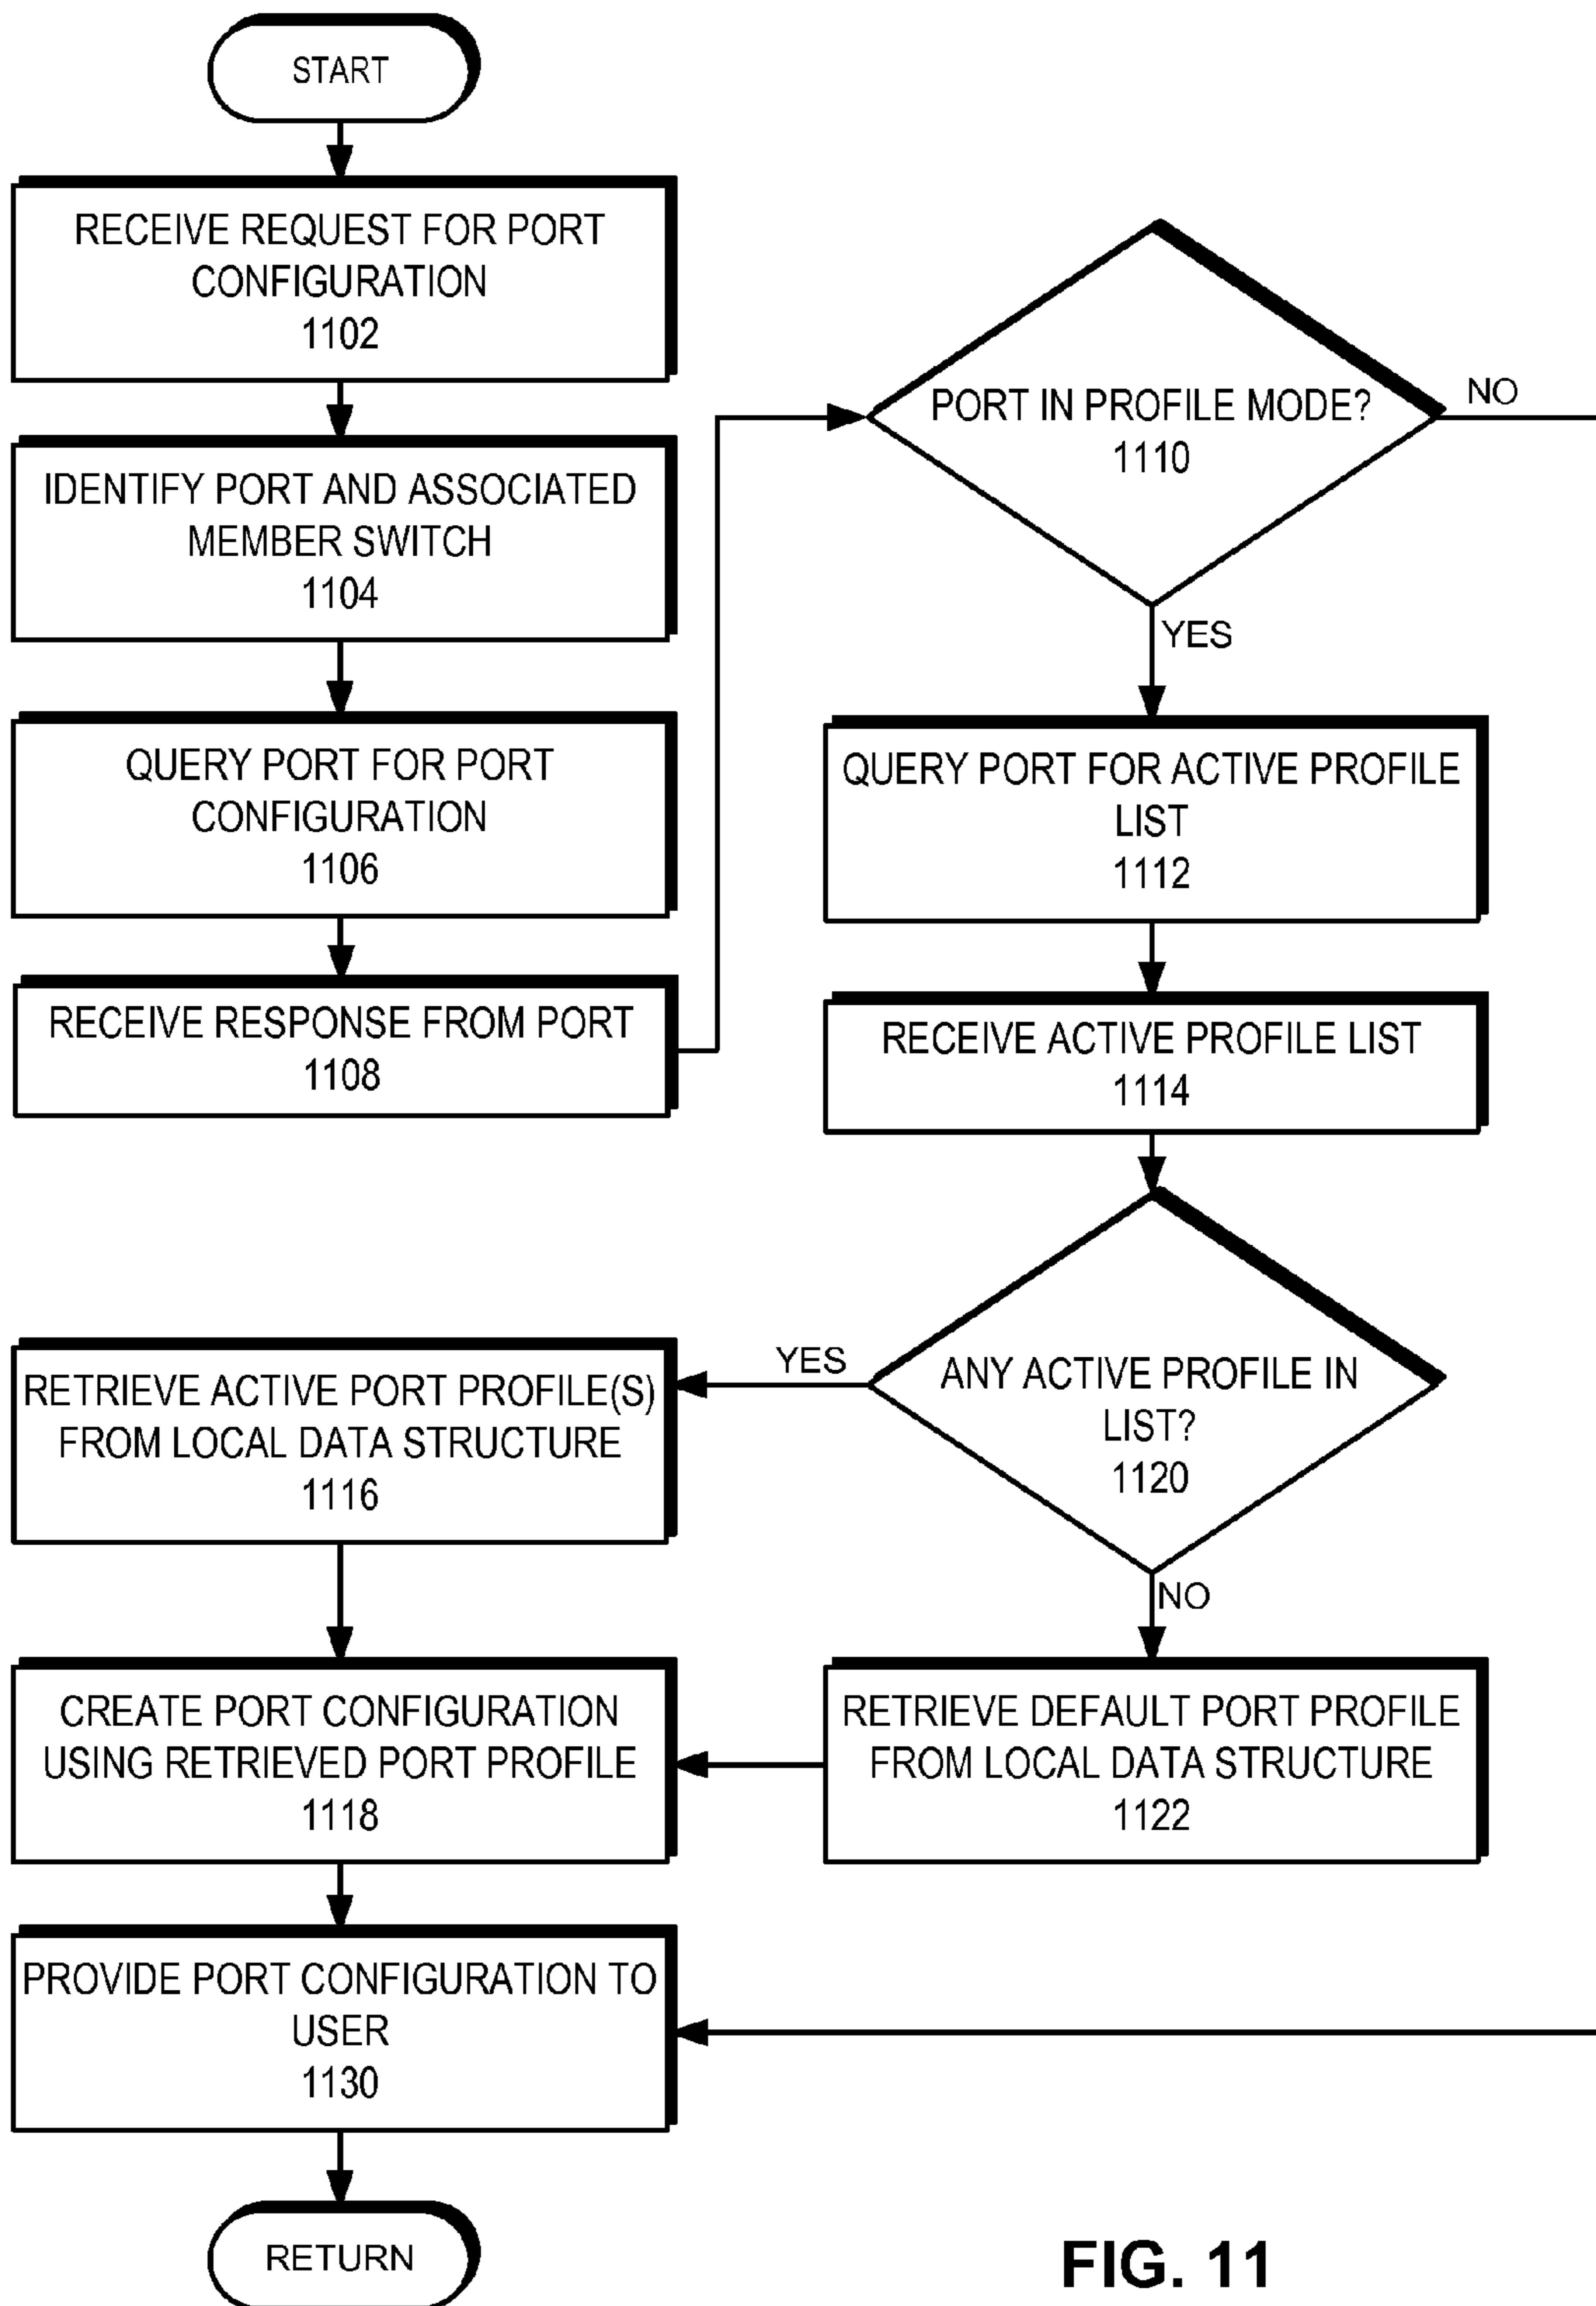 START
RECEIVE REQUEST FOR PORT
CONFIGURATION
1102
IDENTIFY PORT AND ASSOCIATED
MEMBER SWITCH
1104
QUERY PORT FOR PORT
CONFIGURATION
1106
RECEIVE RESPONSE FROM PORT
1108
PORT IN PROFILE MODE?
1110
NO
YES
QUERY PORT FOR ACTIVE PROFILE
LIST
1112
RECEIVE ACTIVE PROFILE LIST
1114
ANY ACTIVE PROFILE IN
LIST?
1120
YES
NO
RETRIEVE ACTIVE PORT PROFILE(S)
FROM LOCAL DATA STRUCTURE
1116
RETRIEVE DEFAULT PORT PROFILE
FROM LOCAL DATA STRUCTURE
1122
CREATE PORT CONFIGURATION
USING RETRIEVED PORT PROFILE
1118
PROVIDE PORT CONFIGURATION TO
USER
1130
RETURN
FIG. 11